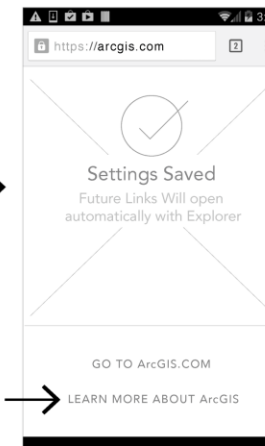 https://arcgis.com
2
Settings Saved
Future Links Will open
automatically with Explorer
GO TO ArcGIS.COM
LEARN MORE ABOUT ArcGIS